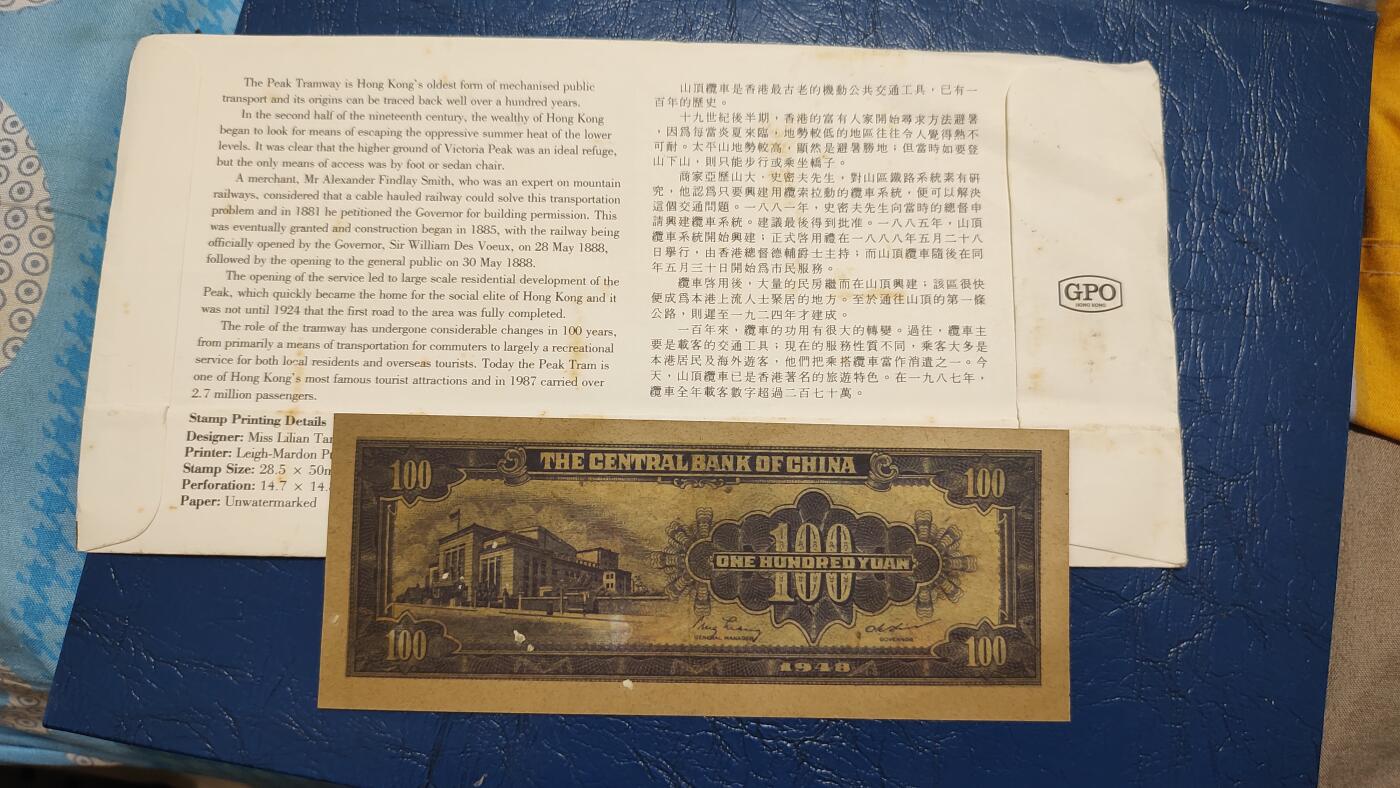 The Peak Tramway is Hong Kong's oldest form of mechanised public
transport and its origins can be traced back well over a hundred years.
In the second half of the nineteenth century, the wealthy of Hong Kong
began to look for means of escaping the oppressive summer heat of the lower
levels. It was clear that the higher ground of Victoria Peak was an ideal refuge,
but the only means of access was by foot or sedan chair.
A merchant, Mr Alexander Findlay Smith, who was an expert on mountain
railways, considered that a cable hauled railway could solve this transportation
problem and in 1881 he petitioned the Governor for building permission. This
was eventually granted and construction began in 1885, with the railway being
officially opened by the Governor, Sir William Des Voeux, on 28 May 1888,
followed by the opening to the general public on 30 May 1888.
The opening of the service led to large scale residential development of the
Peak, which quickly became the home for the social elite of Hong Kong and it
was not until 1924 that the first road to the area was fully completed.
The role of the tramway has undergone considerable changes in 100 years,
from primarily a means of transportation for commuters to largely a recreational
service for both local residents and overseas tourists. Today the Peak Tram is
one of Hong Kong's most famous tourist attractions and in 1987 carried over
2.7 million passengers.
Stamp Printing Details
Designer: Miss Lilian
Printer: Leigh-Mardon
Stamp Size: 28.5 ×
Perforation: 14.7 ×
Paper: Unwatermarked
山頂纜車是香港最古老的機動公共交通工具，已有一
百年的歷史。
十九世紀後半期，香港的富有人家開始尋求方法避暑
，因爲每當炎夏來臨，地勢較低的地區往往令人覺得熱不
可耐。太平山地勢較高，顯然是避暑勝地；但當時如要登
山下山，則只能步行或乘坐轎子。
商家亞歷山大．史密夫先生，對山區鐵路系統素有研
究，他認爲只要興建用纜索拉動的纜車系統，便可以解決
這個交通問題。一八八一年，史密夫先生向當時的總督申
請興建纜車系統。建議最後得到批准。一八八五年，山頂
纜車系統開始興建；正式啓用禮在一八八八年五月二十八
日舉行，由香港總督德輔爵士主持；而山頂纜車隨後在同
年五月三十日開始爲市民服務。
纜車啓用後，大量的民房繼而在山頂興建；該區很快
便成爲本港上流人士聚居的地方。至於通往山頂的第一條
公路，則遲至一九二四年才建成。
一百年來，纜車的功用有很大的轉變。過往，纜車主
要是載客的交通工具；現在的服務性質不同，乘客大多是
本港居民及海外遊客，他們把乘搭纜車當作消遣之一。今
天，山頂纜車已是香港著名的旅遊特色。在一九八七年，
纜車全年載客數字超過二百七十萬。
GPO
HONG KONG
THE CENTRAL BANK OF CHINA
100
100
100
ONE HUNDRED YUAN
GENERAL MANAGER
GOVERNOR
100
100
1948